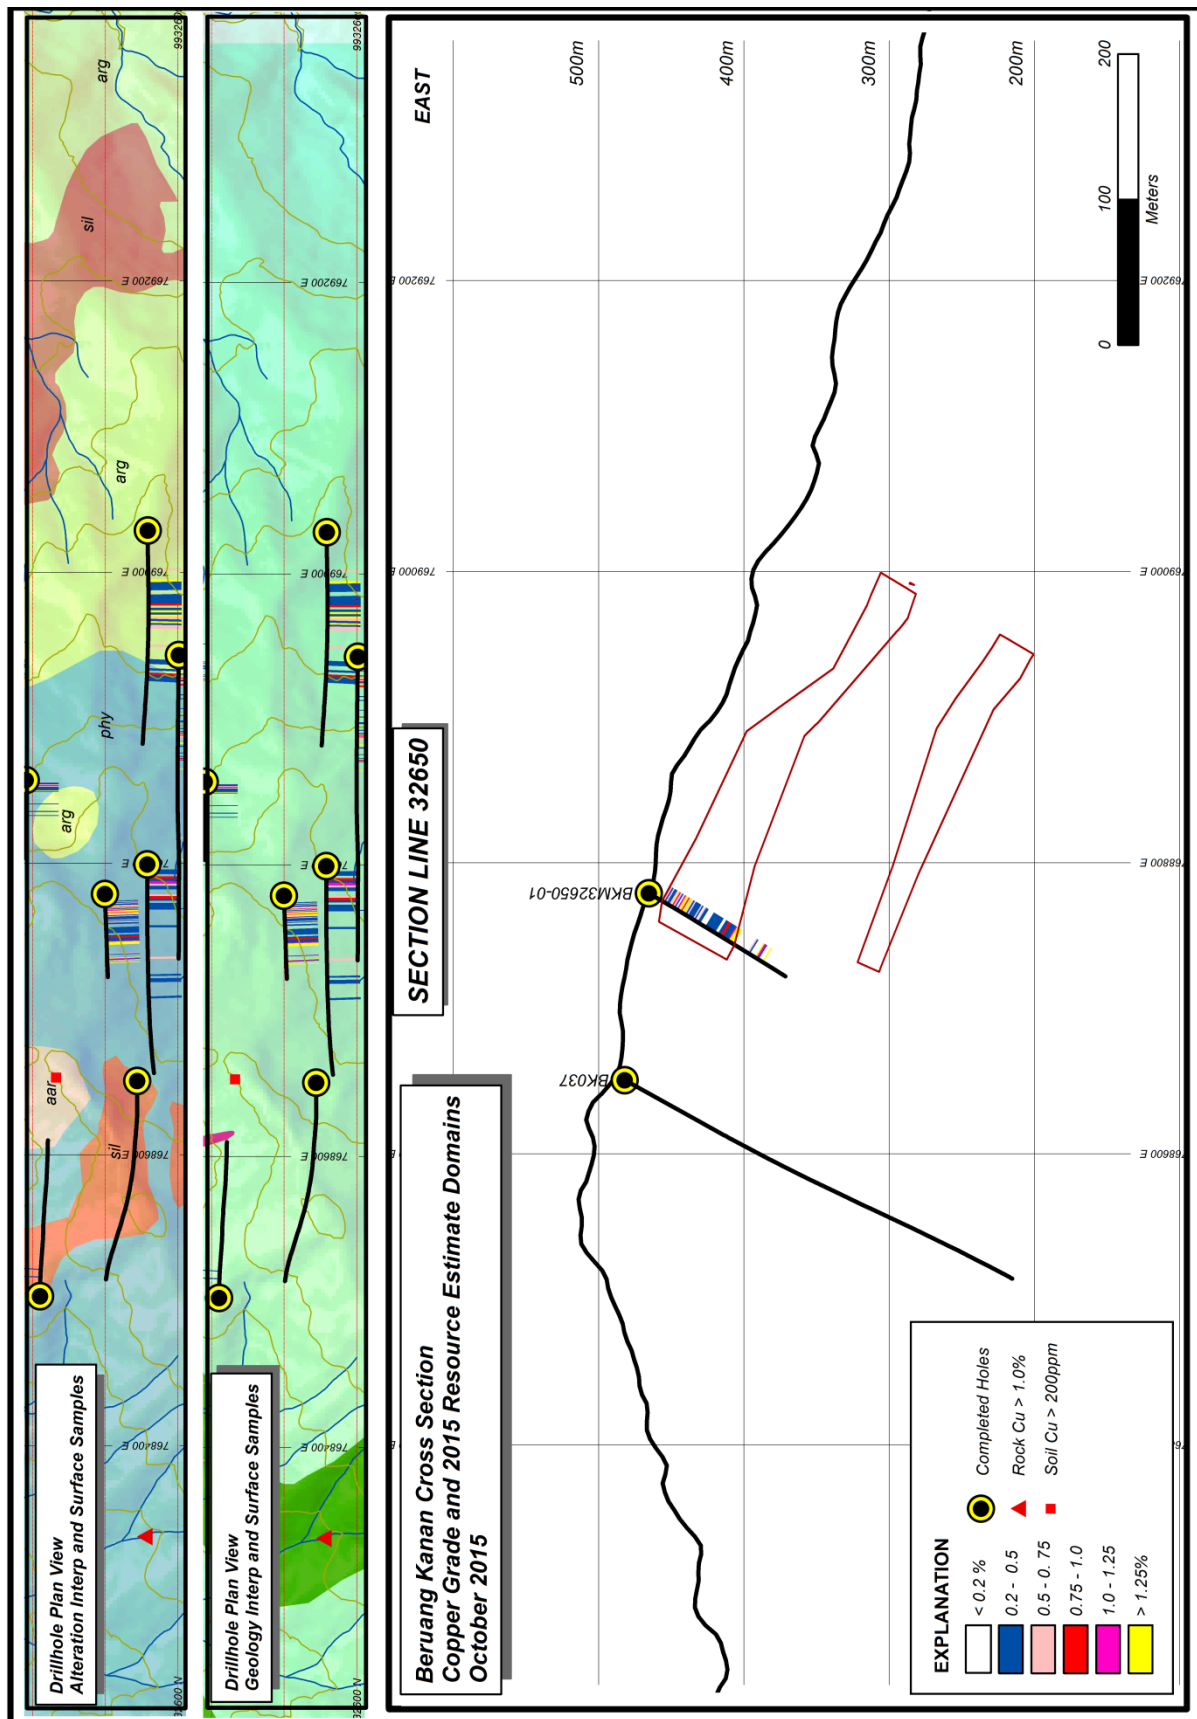 Drillhole Plan View
Alteration Interp and Surface Samples
768400 E
768600 E
769000 E
769200 E
sil
aar
arg
phy
arg
sil
arg
Drillhole Plan View
Geology Interp and Surface Samples
768400 E
768600 E
769000 E
769200 E
Beruang Kanan Cross Section
Copper Grade and 2015 Resource Estimate Domains
October 2015
SECTION LINE 32650
EAST
500m
400m
300m
200m
BK037
BKM32650-01
769000 E
768600 E
768800 E
769000 E
0
100
200
Meters
EXPLANATION
< 0.2 %
0.2 - 0.5
0.5 - 0.75
0.75 - 1.0
1.0 - 1.25
> 1.25%
Completed Holes
Rock Cu > 1.0%
Soil Cu > 200ppm